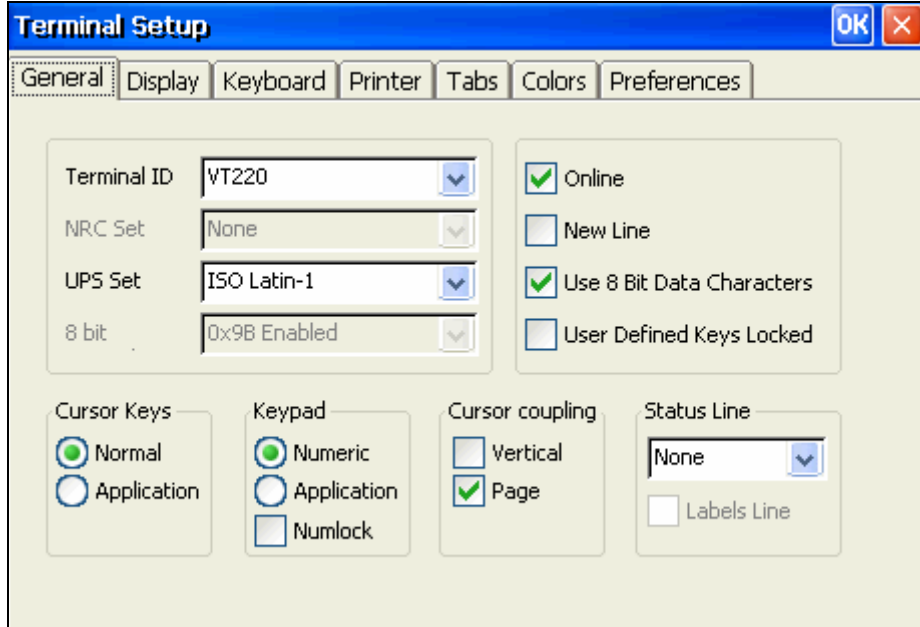 Terminal Setup OK
General Display Keyboard Printer Tabs Colors Preferences
Terminal ID VT220
NRC Set None
UPS Set ISO Latin-1
8 bit 0x9B Enabled
Online
New Line
Use 8 Bit Data Characters
User Defined Keys Locked
Cursor Keys
Normal
Application
Keypad
Numeric
Application
Numlock
Cursor coupling
Vertical
Page
Status Line
None
Labels Line